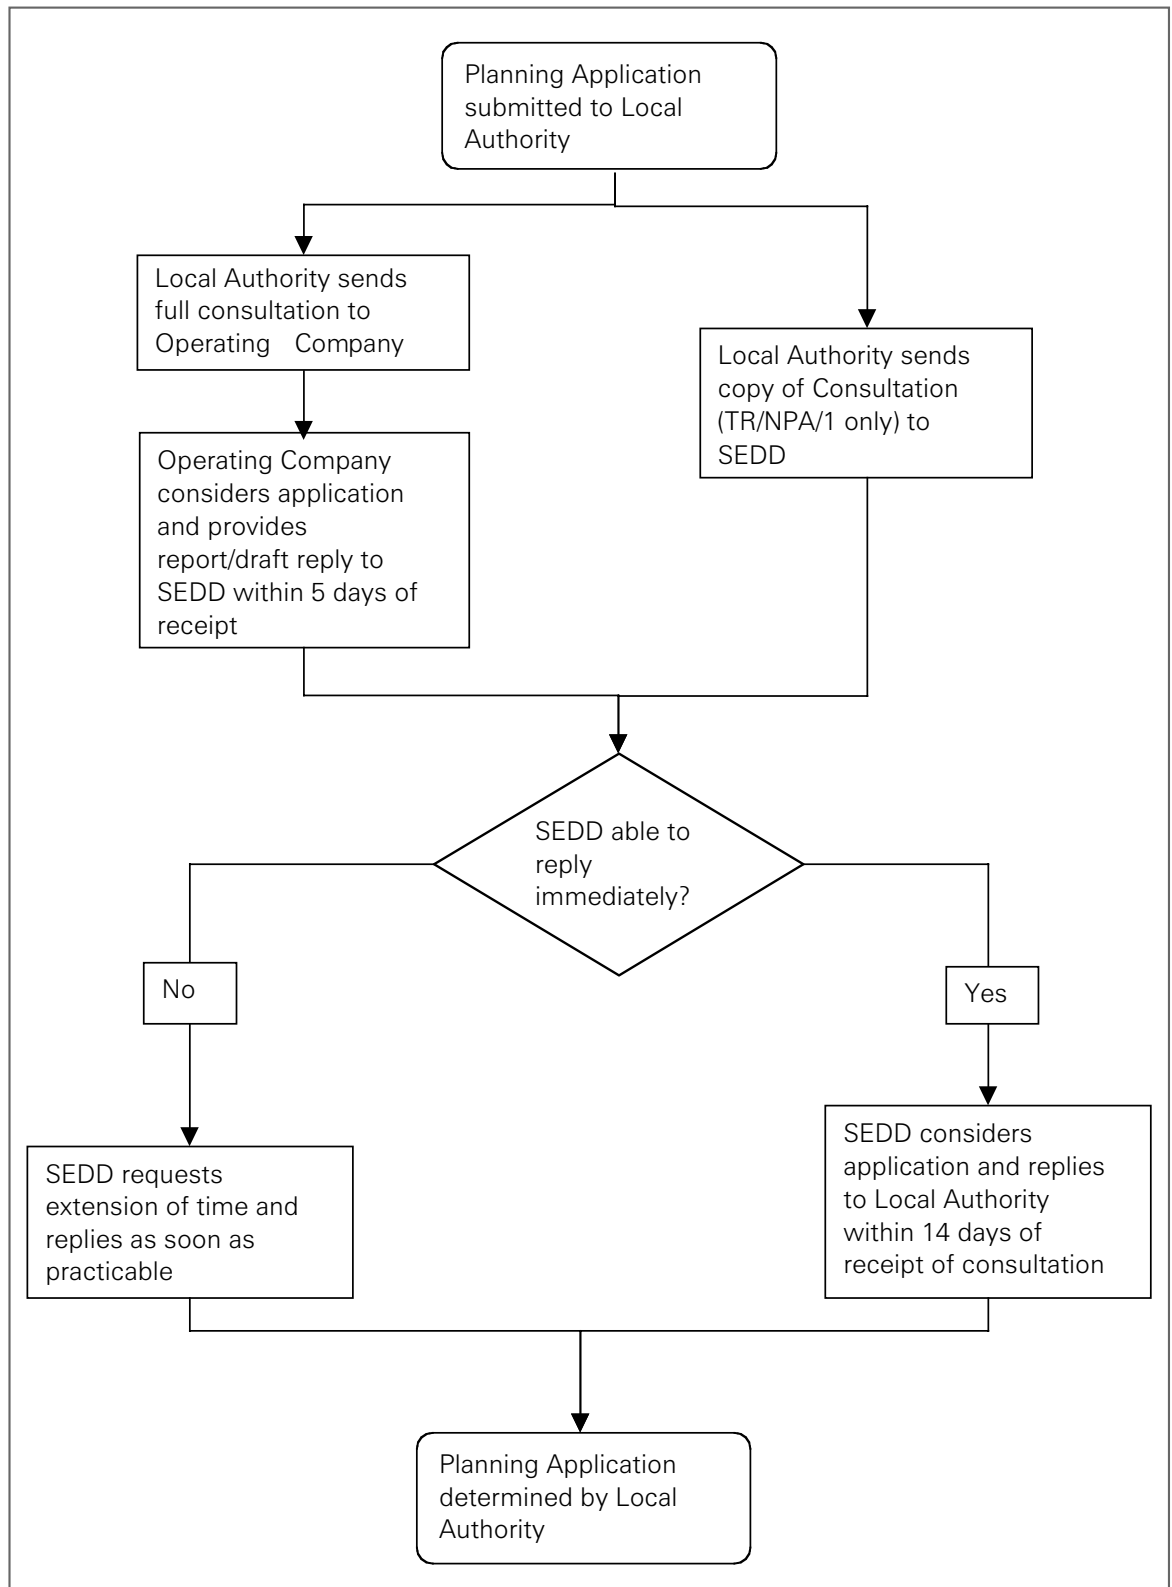 Planning Application
submitted to Local
Authority
Local Authority sends
full consultation to
Operating Company
Local Authority sends
copy of Consultation
(TR/NPA/1 only) to
SEDD
Operating Company
considers application
and provides
report/draft reply to
SEDD within 5 days of
receipt
SEDD able to
reply
immediately?
No
Yes
SEDD requests
extension of time and
replies as soon as
practicable
SEDD considers
application and replies
to Local Authority
within 14 days of
receipt of consultation
Planning Application
determined by Local
Authority